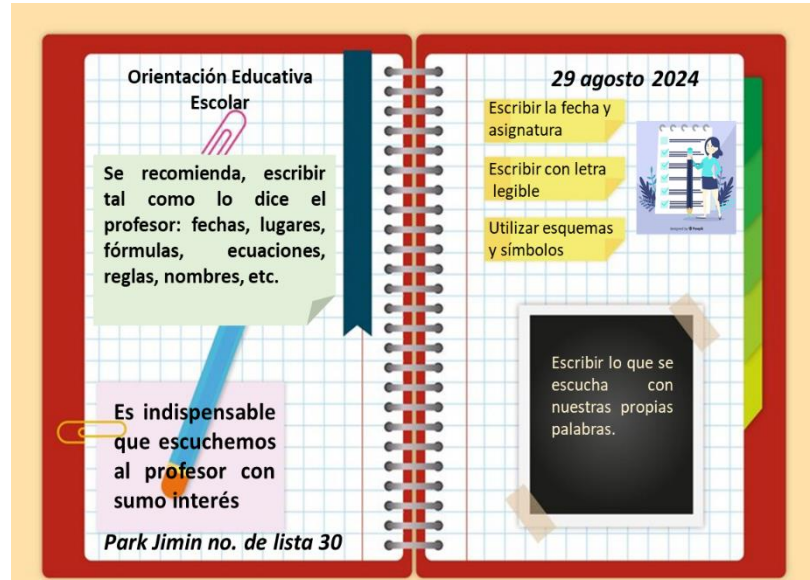 Orientación Educativa
Escolar
Se recomienda, escribir
tal como lo dice el
profesor: fechas, lugares,
fórmulas, ecuaciones,
reglas, nombres, etc.
Es indispensable
que escuchemos
al profesor con
sumo interés
Park Jimin no. de lista 30
29 agosto 2024
Escribir la fecha y
asignatura
Escribir con letra
legible
Utilizar esquemas
y símbolos
Escribir lo que se
escucha con
nuestras propias
palabras.